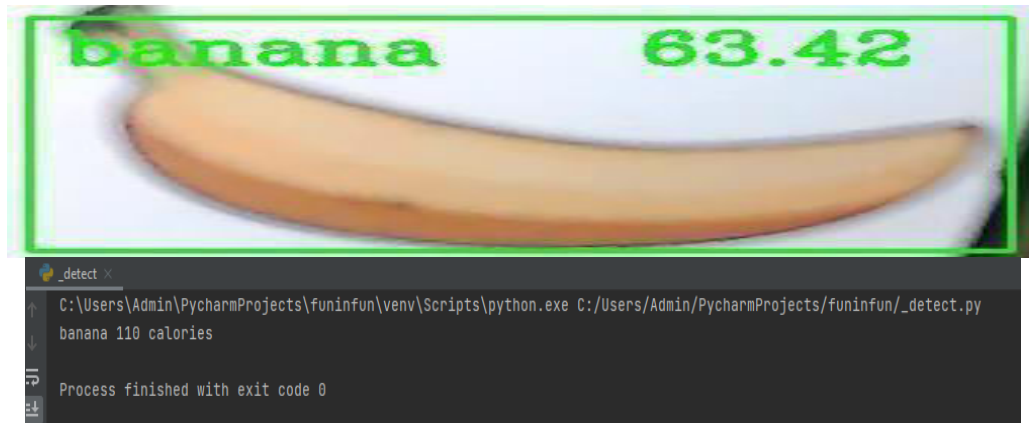 banana 63.42
_detect
C:\Users\Admin\PycharmProjects\funinfun\venv\Scripts\python.exe C:/Users/Admin/PycharmProjects/funinfun/_detect.py
banana 110 calories
Process finished with exit code 0